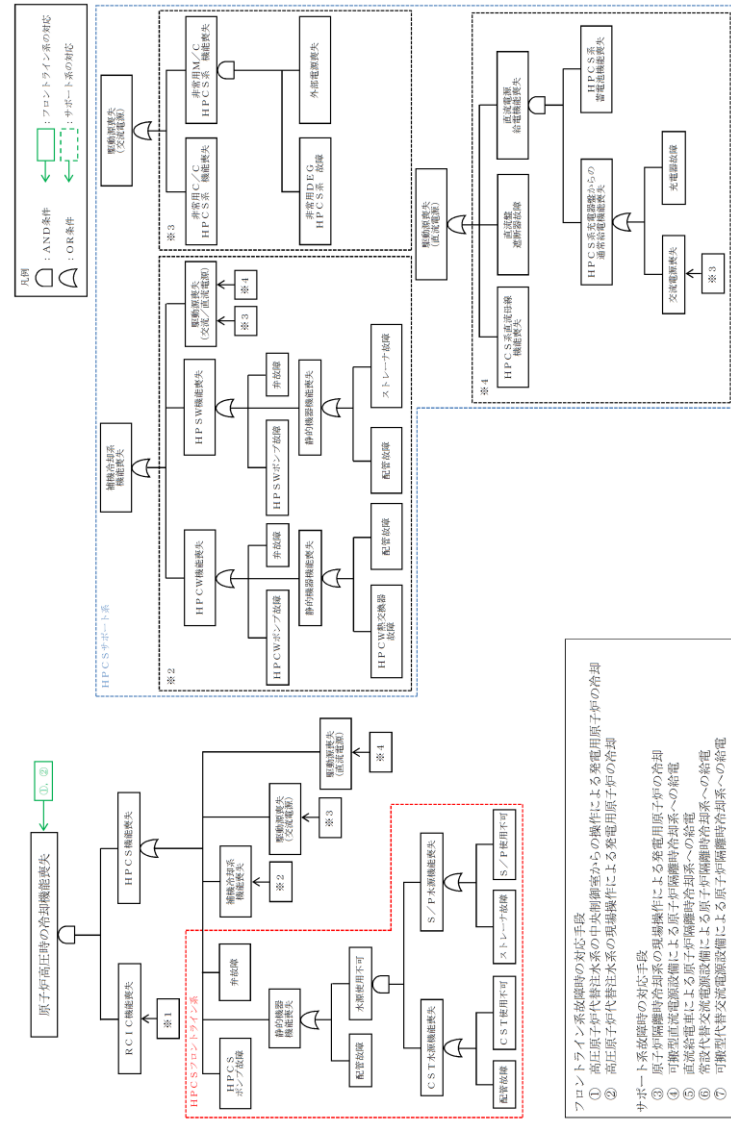 凡例
：AND条件
：OR条件
：フロントライン系の対応
：サポート系の対応
原子炉高圧時の冷却機能喪失
①、②
RCIC機能喪失
※1
HPCS機能喪失
HPCSフロントライン系
HPCS
ポンプ故障
弁故障
補機冷却系
機能喪失
※2
駆動源喪失
(交流電源)
※3
駆動源喪失
(直流電源)
※4
静的機器
機能喪失
配管故障
水源使用不可
CST水源機能喪失
配管故障
CST使用不可
S/P水源機能喪失
ストレーナ故障
S/P使用不可
HPCSサポート系
※2
補機冷却系
機能喪失
HPCW機能喪失
HPCWポンプ故障
弁故障
静的機器機能喪失
HPCW熱交換器
故障
配管故障
HPSW機能喪失
HPSWポンプ故障
弁故障
静的機器機能喪失
配管故障
ストレーナ故障
駆動源喪失
(交流/直流電源)
※3
※4
※3
駆動源喪失
(交流電源)
非常用C/C
HPCS系 機能喪失
非常用M/C
HPCS系 機能喪失
非常用DEG
HPCS系 故障
外部電源喪失
※4
駆動源喪失
(直流電源)
HPCS系直流母線
機能喪失
直流盤
遮断器故障
直流電源
給電機能喪失
HPCS系充電器盤からの
通常給電機能喪失
HPCS系
蓄電池機能喪失
交流電源喪失
※3
充電器故障
フロントライン系故障時の対応手段
① 高圧原子炉代替注水系の中央制御室からの操作による発電用原子炉の冷却
② 高圧原子炉代替注水系の現場操作による発電用原子炉の冷却
サポート系故障時の対応手段
③ 原子炉隔離時冷却系の現場操作による発電用原子炉の冷却
④ 可搬型直流電源設備による原子炉隔離時冷却系への給電
⑤ 直流給電車による原子炉隔離時冷却系への給電
⑥ 常設代替交流電源設備による原子炉隔離時冷却系への給電
⑦ 可搬型代替交流電源設備による原子炉隔離時冷却系への給電